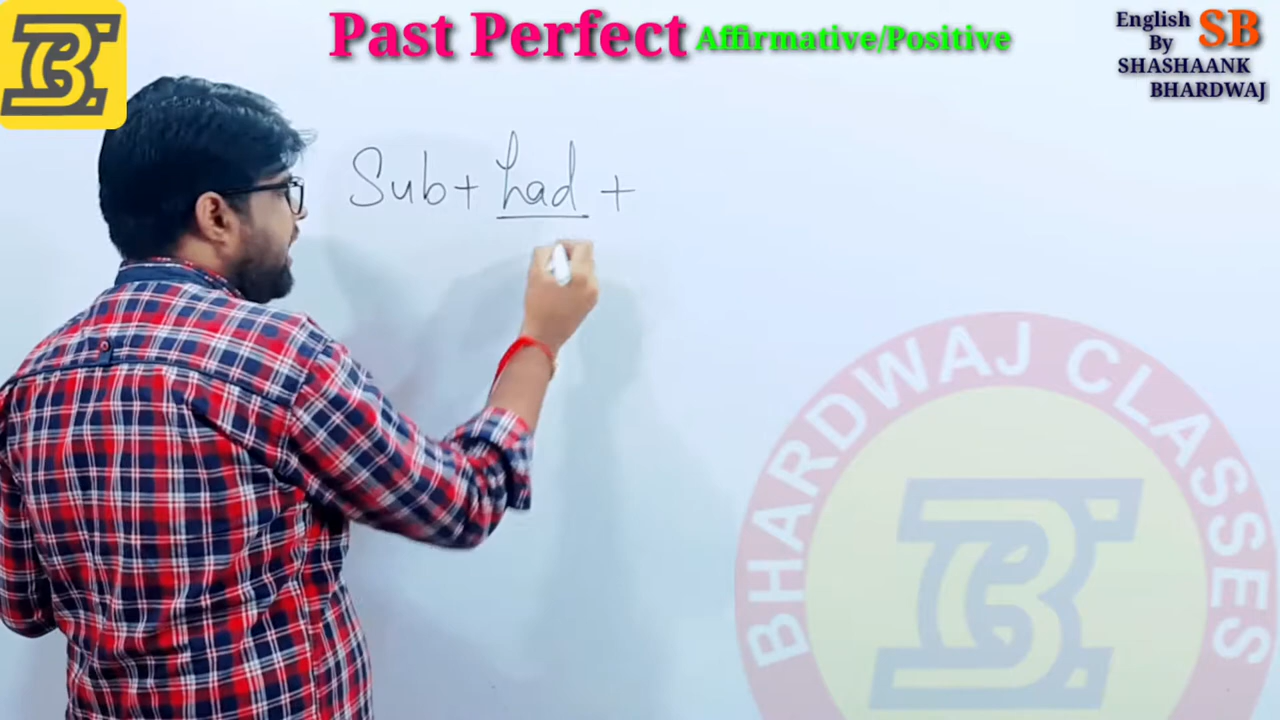 Past Perfect Affirmative/Positive
English SB
By
SHASHAANK
BHARDWAJ
Sub + had +
BHARDWAJ CLASSES